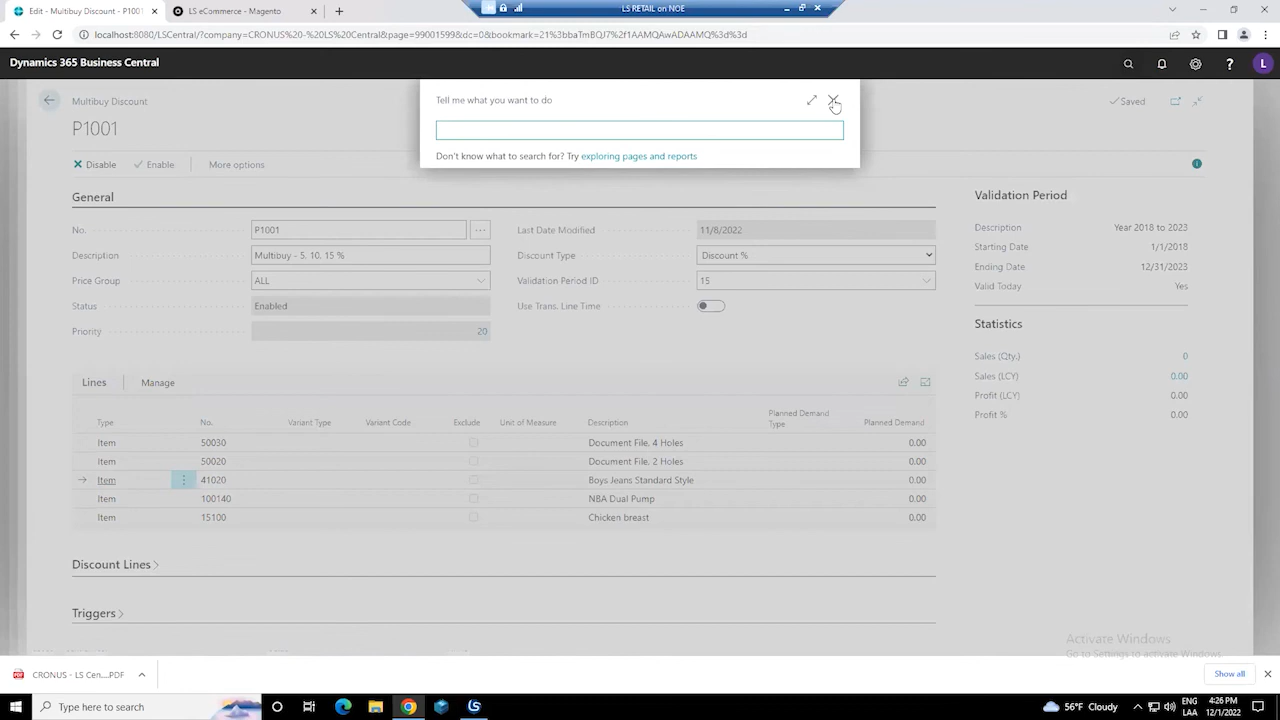 Edit - Multibuy Discount - P1001
LS eCommerce - Magento
LS RETAIL on NOE
localhost:8080/LSCentral/?company=CRONUS%20-%20LS%20Central&page=99001599&dc=0&bookmark=21%3bbaTmBQJ7%2f1AAMQAwADAAMQ%3d%3d
Dynamics 365 Business Central
L
Tell me what you want to do
Don't know what to search for? Try exploring pages and reports
Multibuy Discount
Saved
P1001
Disable
Enable
More options
General
No.
P1001
Description
Multibuy - 5, 10, 15 %
Price Group
ALL
Status
Enabled
Priority
20
Last Date Modified
11/8/2022
Discount Type
Discount %
Validation Period ID
15
Use Trans. Line Time
Validation Period
Description Year 2018 to 2023
Starting Date 1/1/2018
Ending Date 12/31/2023
Valid Today Yes
Statistics
Sales (Qty.) 0
Sales (LCY) 0.00
Profit (LCY) 0.00
Profit % 0.00
Lines Manage
Type No. Variant Type Variant Code Exclude Unit of Measure Description Planned Demand Type Planned Demand
Item 50030 Document File, 4 Holes 0.00
Item 50020 Document File, 2 Holes 0.00
Item 41020 Boys Jeans Standard Style 0.00
Item 100140 NBA Dual Pump 0.00
Item 15100 Chicken breast 0.00
Discount Lines
Triggers
Activate Windows
Go to Settings to activate Windows.
CRONUS - LS Cen....PDF
Show all
Type here to search
56°F Cloudy
ENG
LAA
4:26 PM
12/1/2022